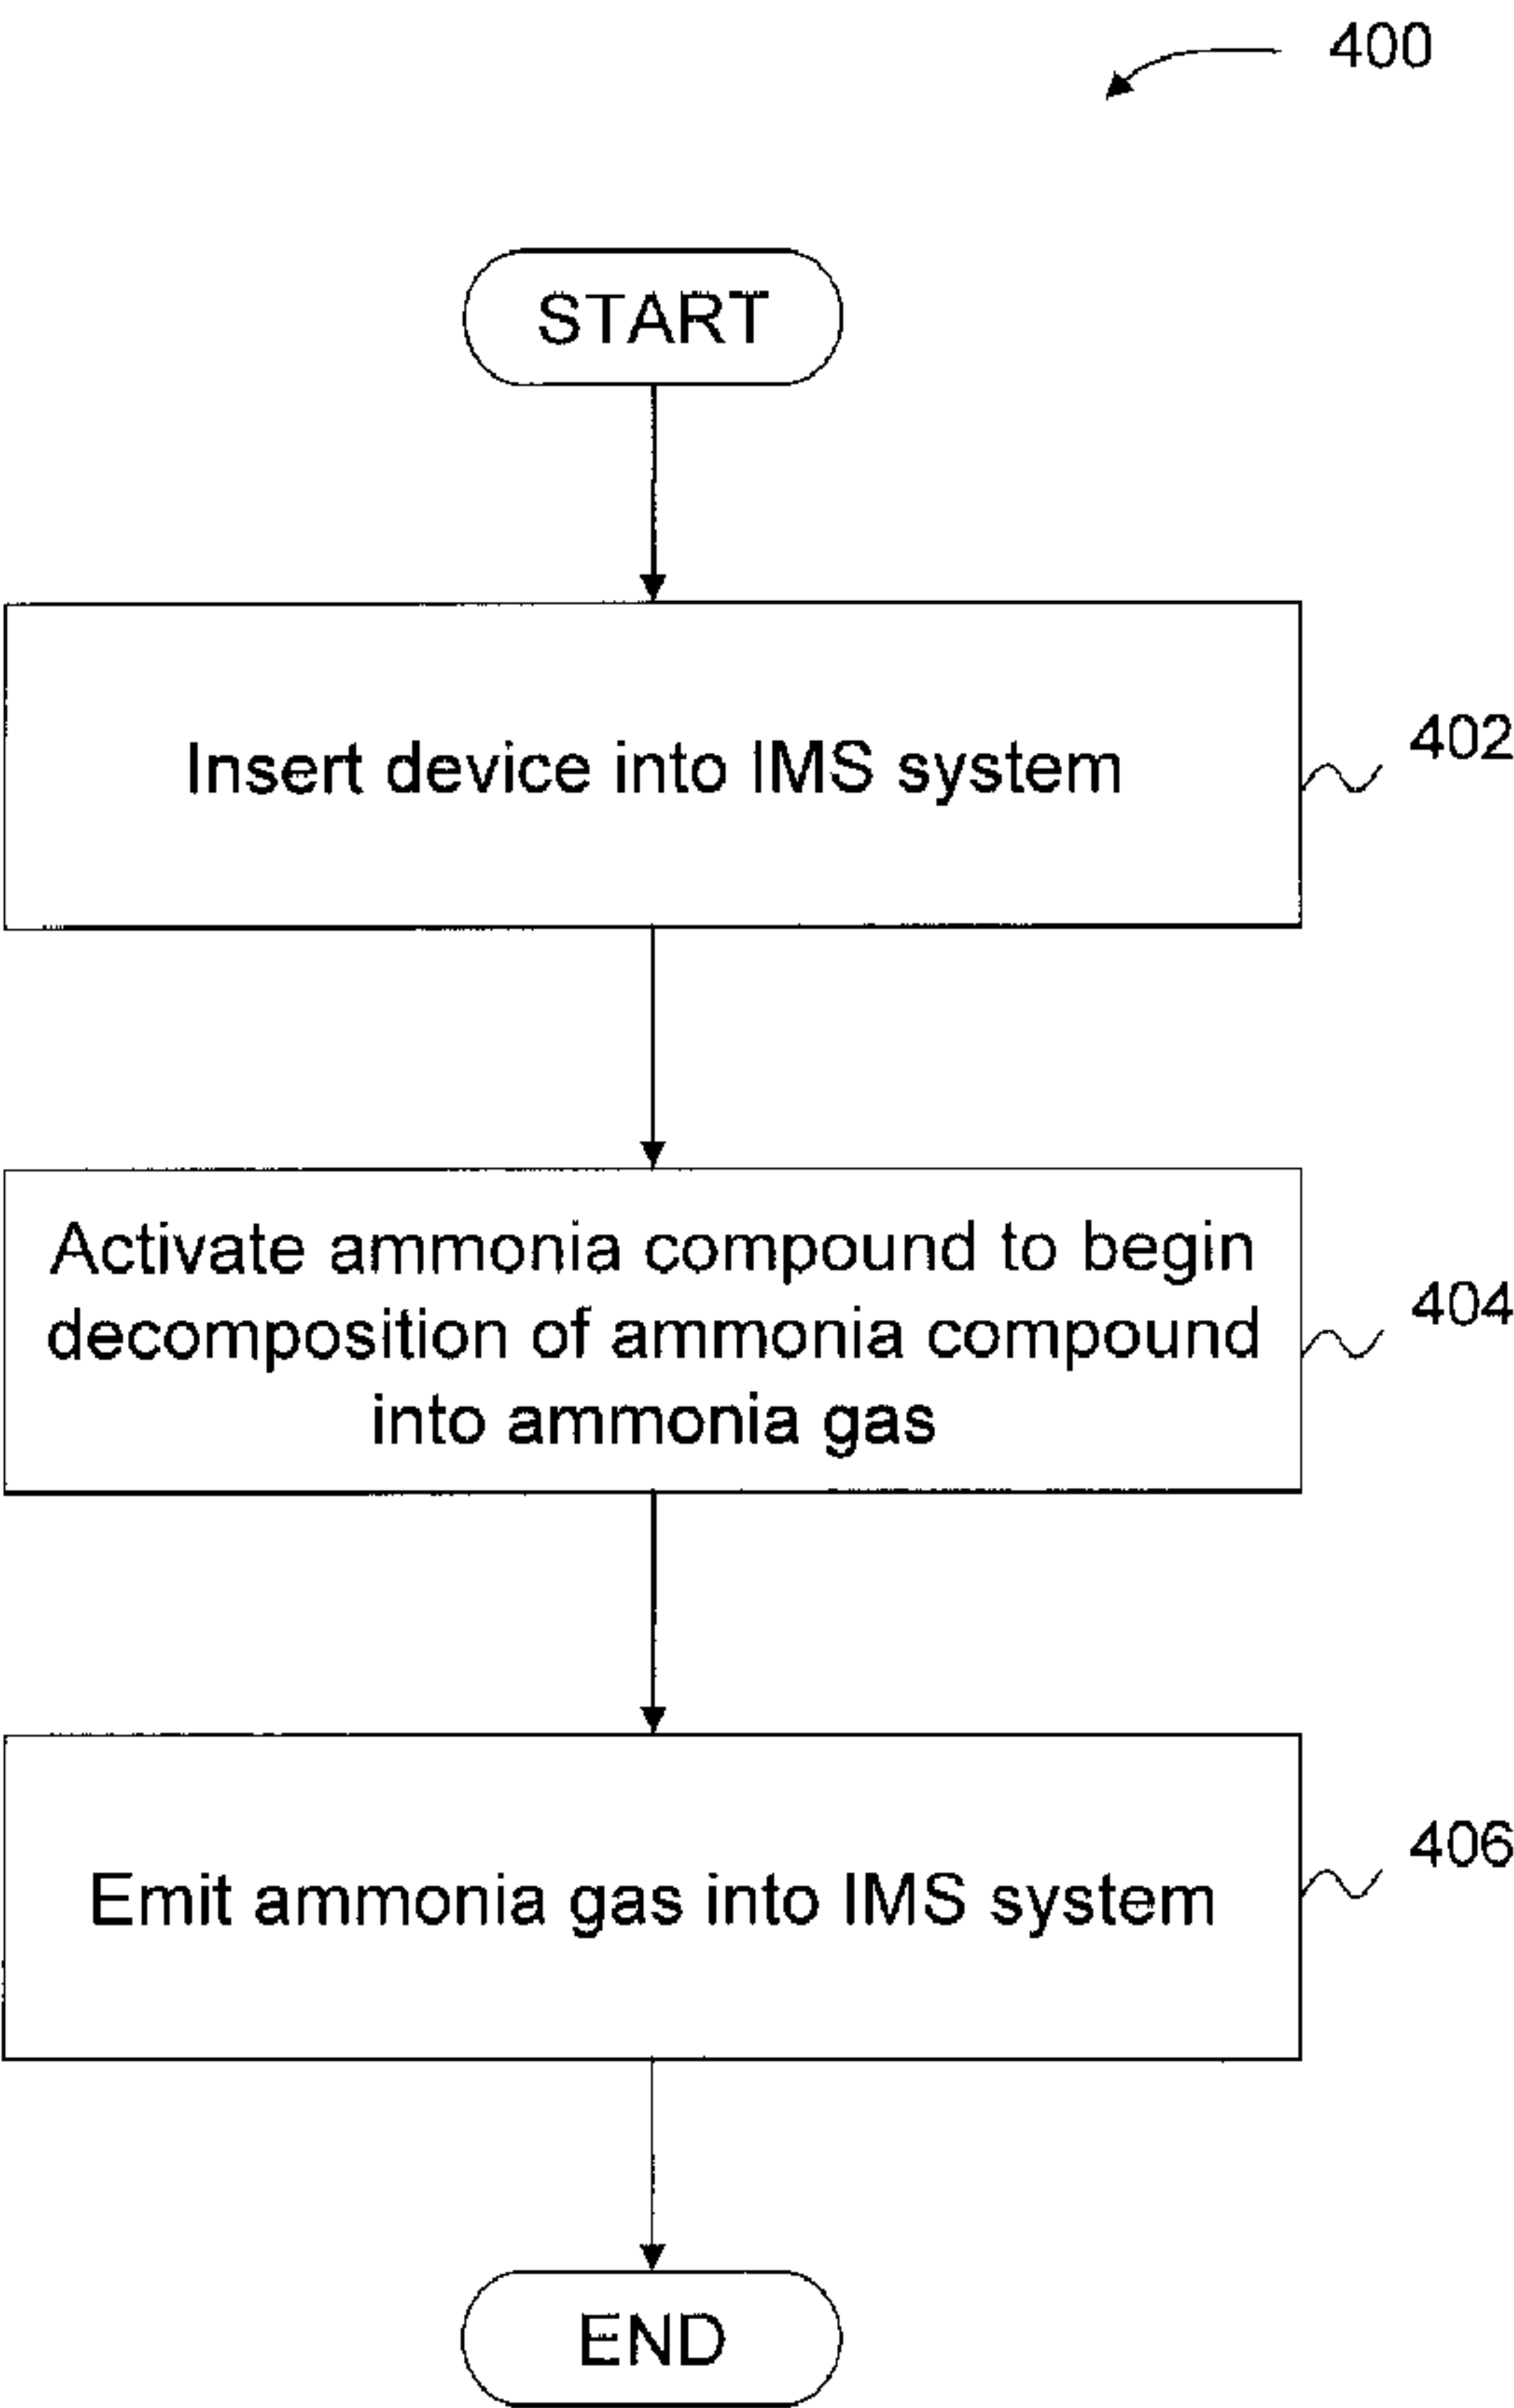 400
START
Insert device into IMS system
402
Activate ammonia compound to begin
decomposition of ammonia compound
into ammonia gas
404
Emit ammonia gas into IMS system
406
END